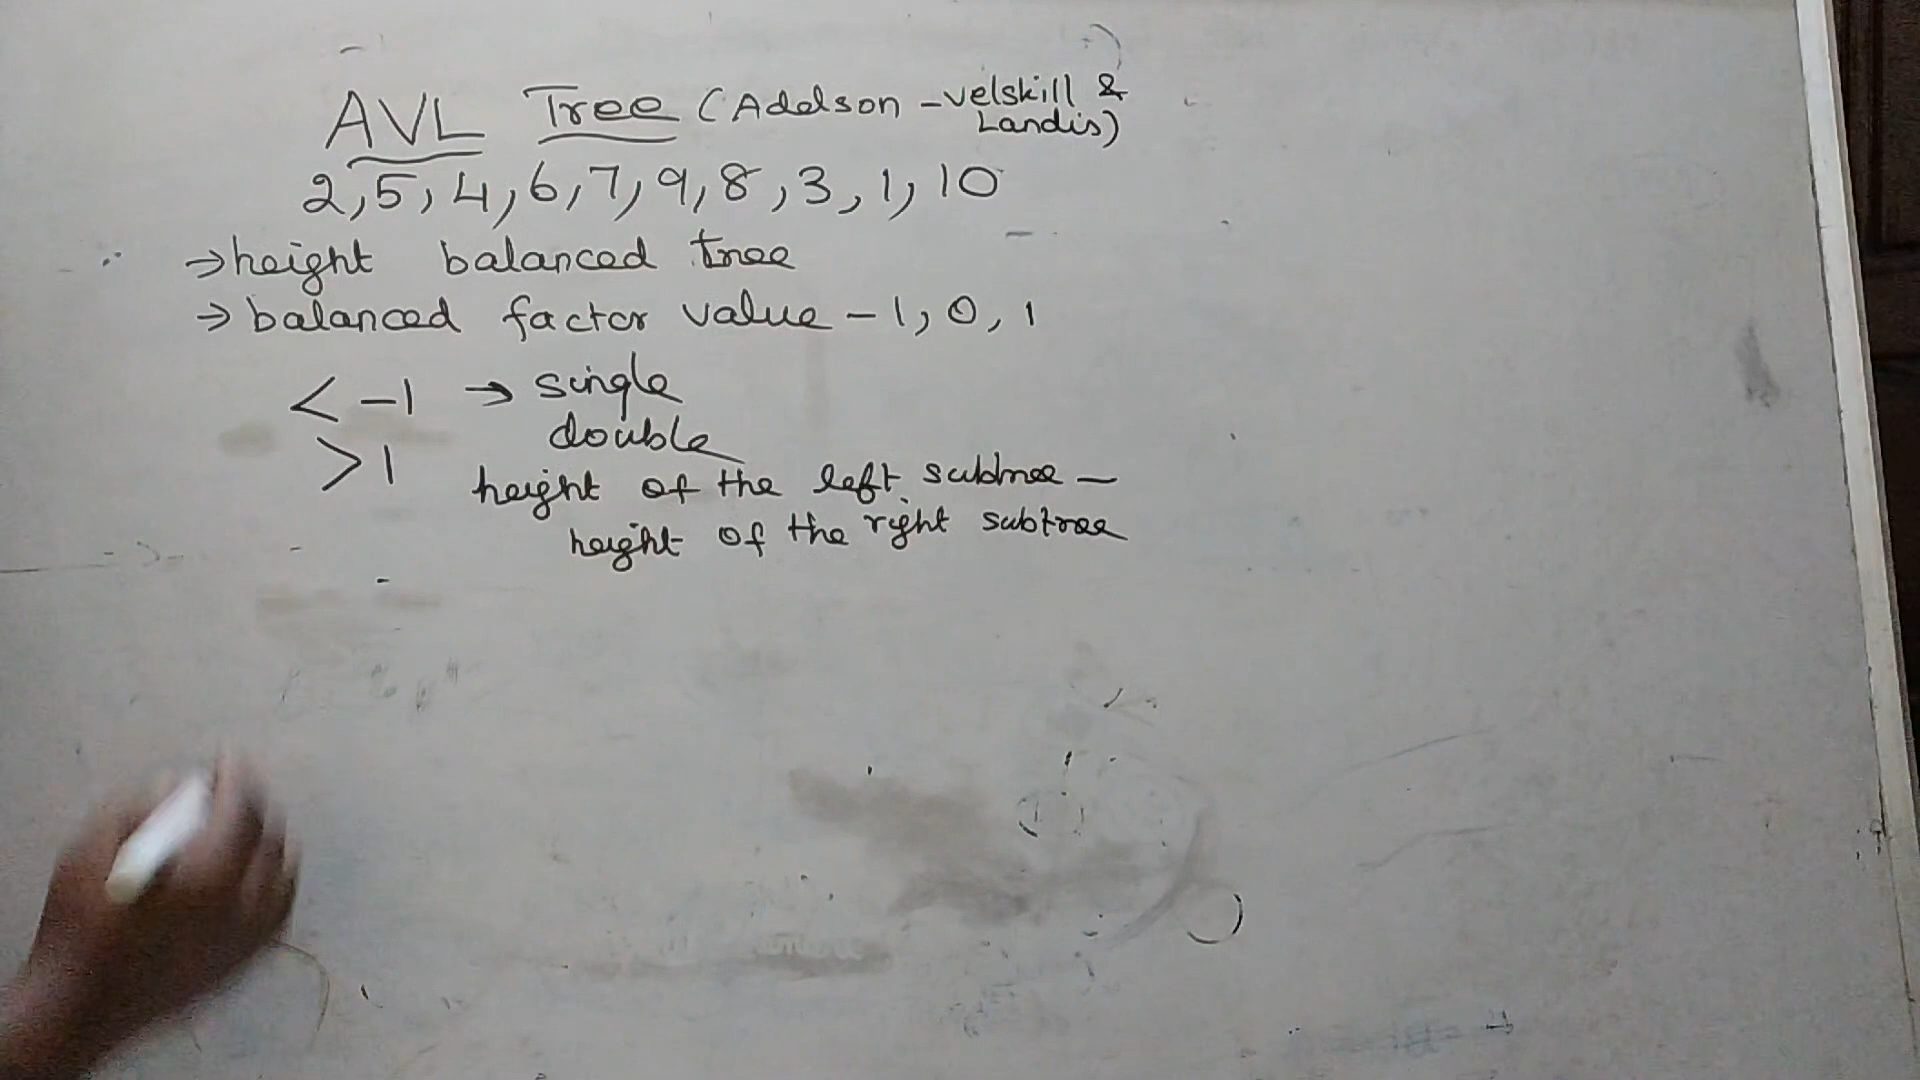 AVL Tree (Adelson - Velskill &
Landis)
2, 5, 4, 6, 7, 9, 8, 3, 1, 10
→ height balanced tree
→ balanced factor value -1, 0, 1
< -1 → single
double
> 1
height of the left subtree -
height of the right subtree